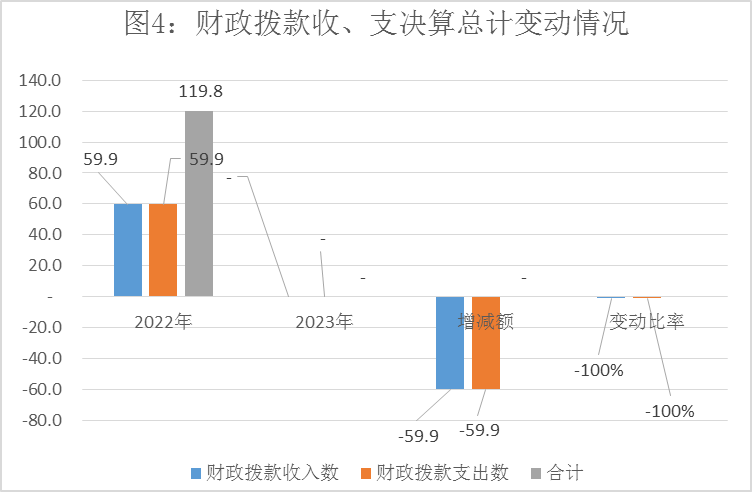 图4：财政拨款收、支决算总计变动情况
140.0
120.0
100.0
80.0
60.0
40.0
20.0
-
-20.0
-40.0
-60.0
-80.0
59.9
59.9
119.8
-
-
-
-59.9
-59.9
-
-100%
-100%
2022年
2023年
增减额
变动比率
财政拨款收入数
财政拨款支出数
合计